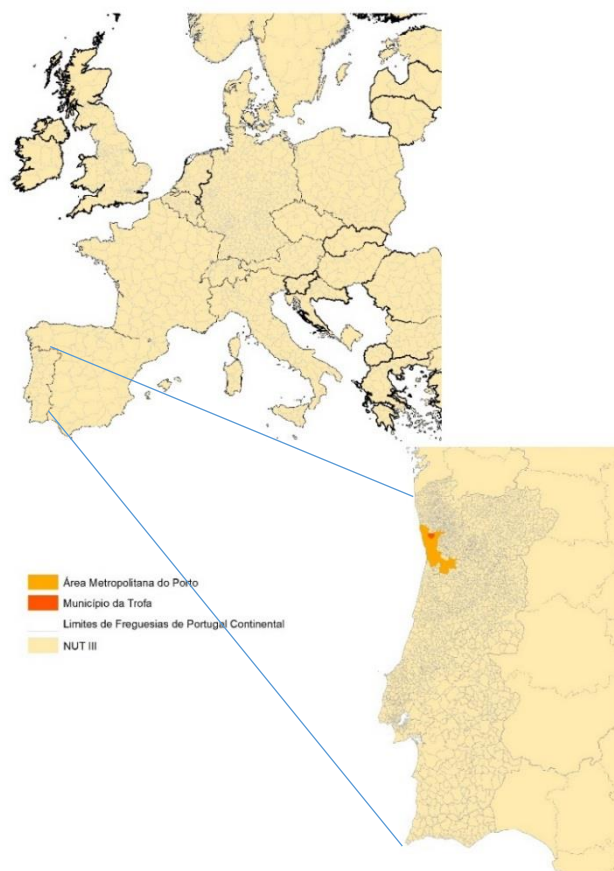 Área Metropolitana do Porto
Município da Trofa
Limites de Freguesias de Portugal Continental
NUT III